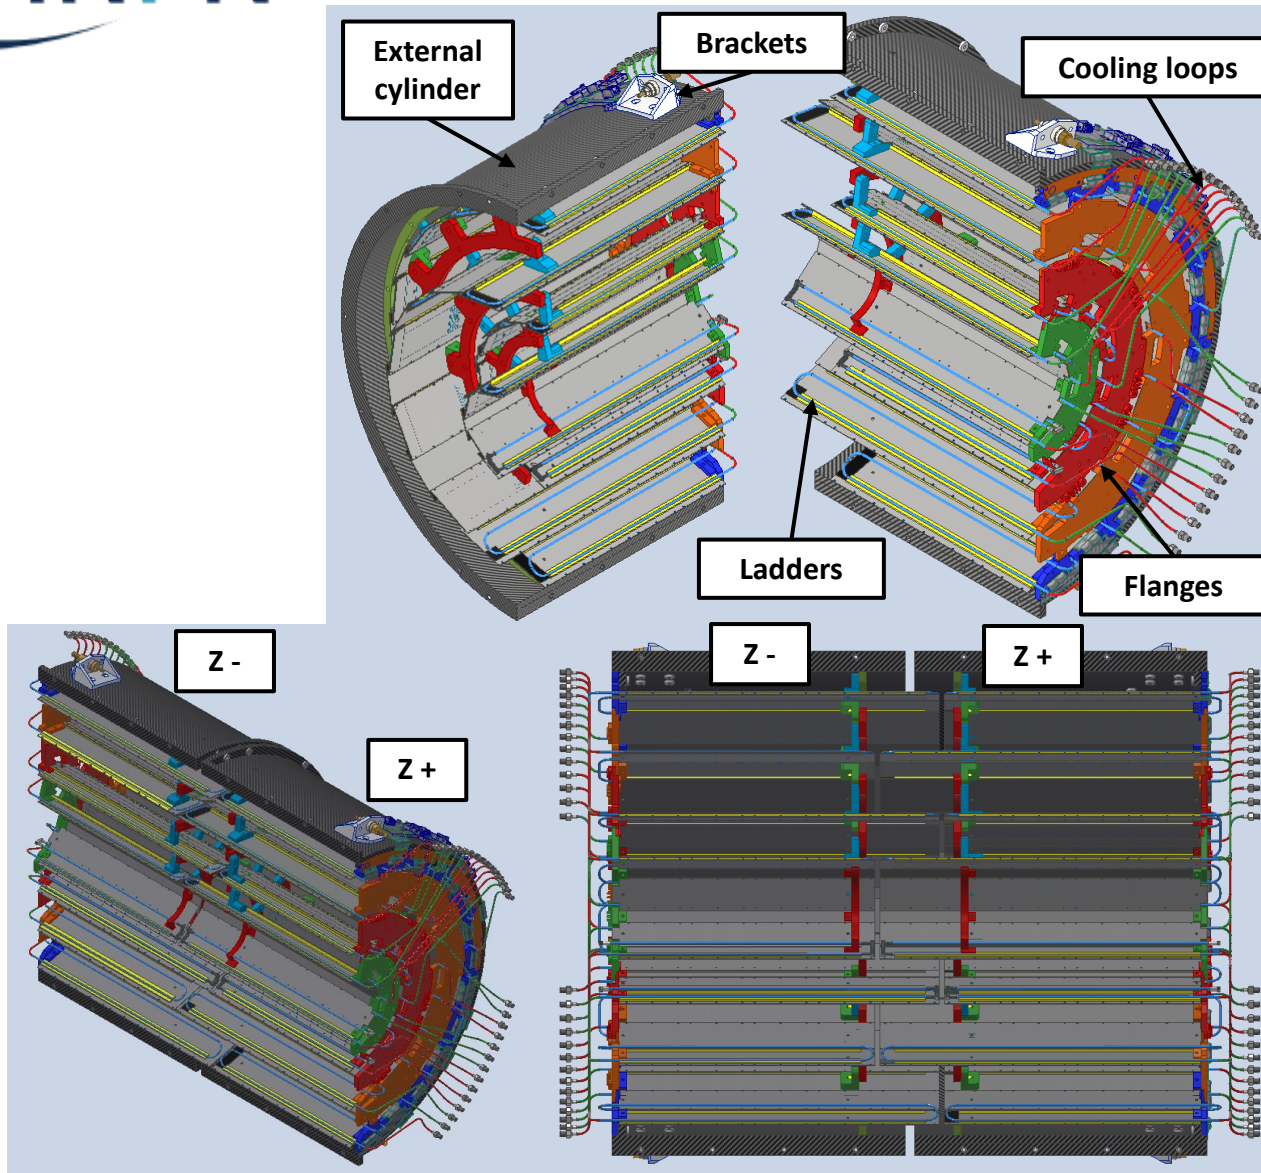 External
cylinder
Brackets
Cooling loops
Ladders
Flanges
Z -
Z +
Z -
Z +